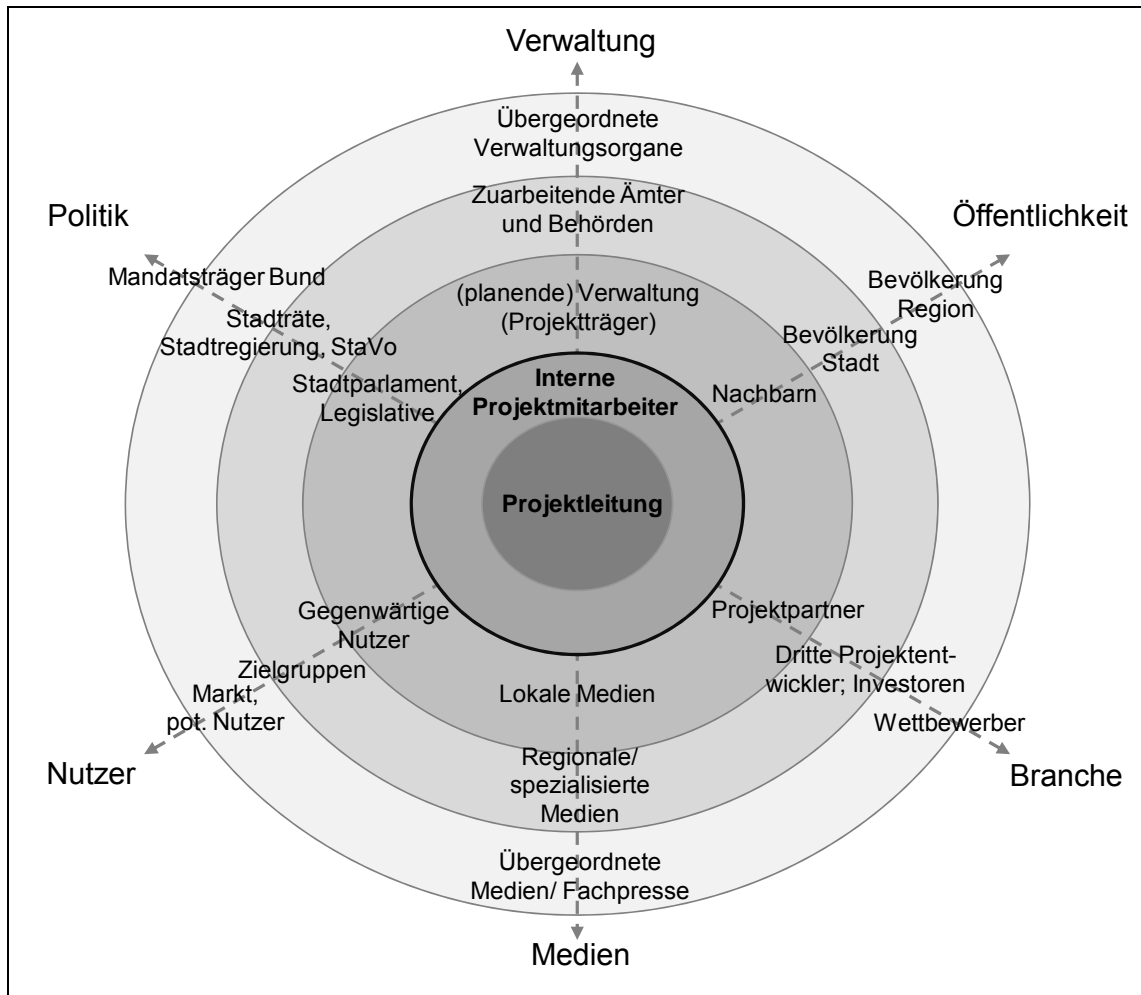 Verwaltung
Übergeordnete
Verwaltungsorgane
Zuarbeitende Ämter
und Behörden
(planende) Verwaltung
(Projektträger)
Politik
Mandatsträger Bund
Stadträte,
Stadtregierung, StaVo
Stadtparlament,
Legislative
Öffentlichkeit
Bevölkerung
Region
Bevölkerung
Stadt
Nachbarn
Interne
Projektmitarbeiter
Projektleitung
Gegenwärtige
Nutzer
Zielgruppen
Markt,
pot. Nutzer
Nutzer
Lokale Medien
Regionale/
spezialisierte
Medien
Übergeordnete
Medien/ Fachpresse
Medien
Projektpartner
Dritte Projektent-
wickler; Investoren
Wettbewerber
Branche